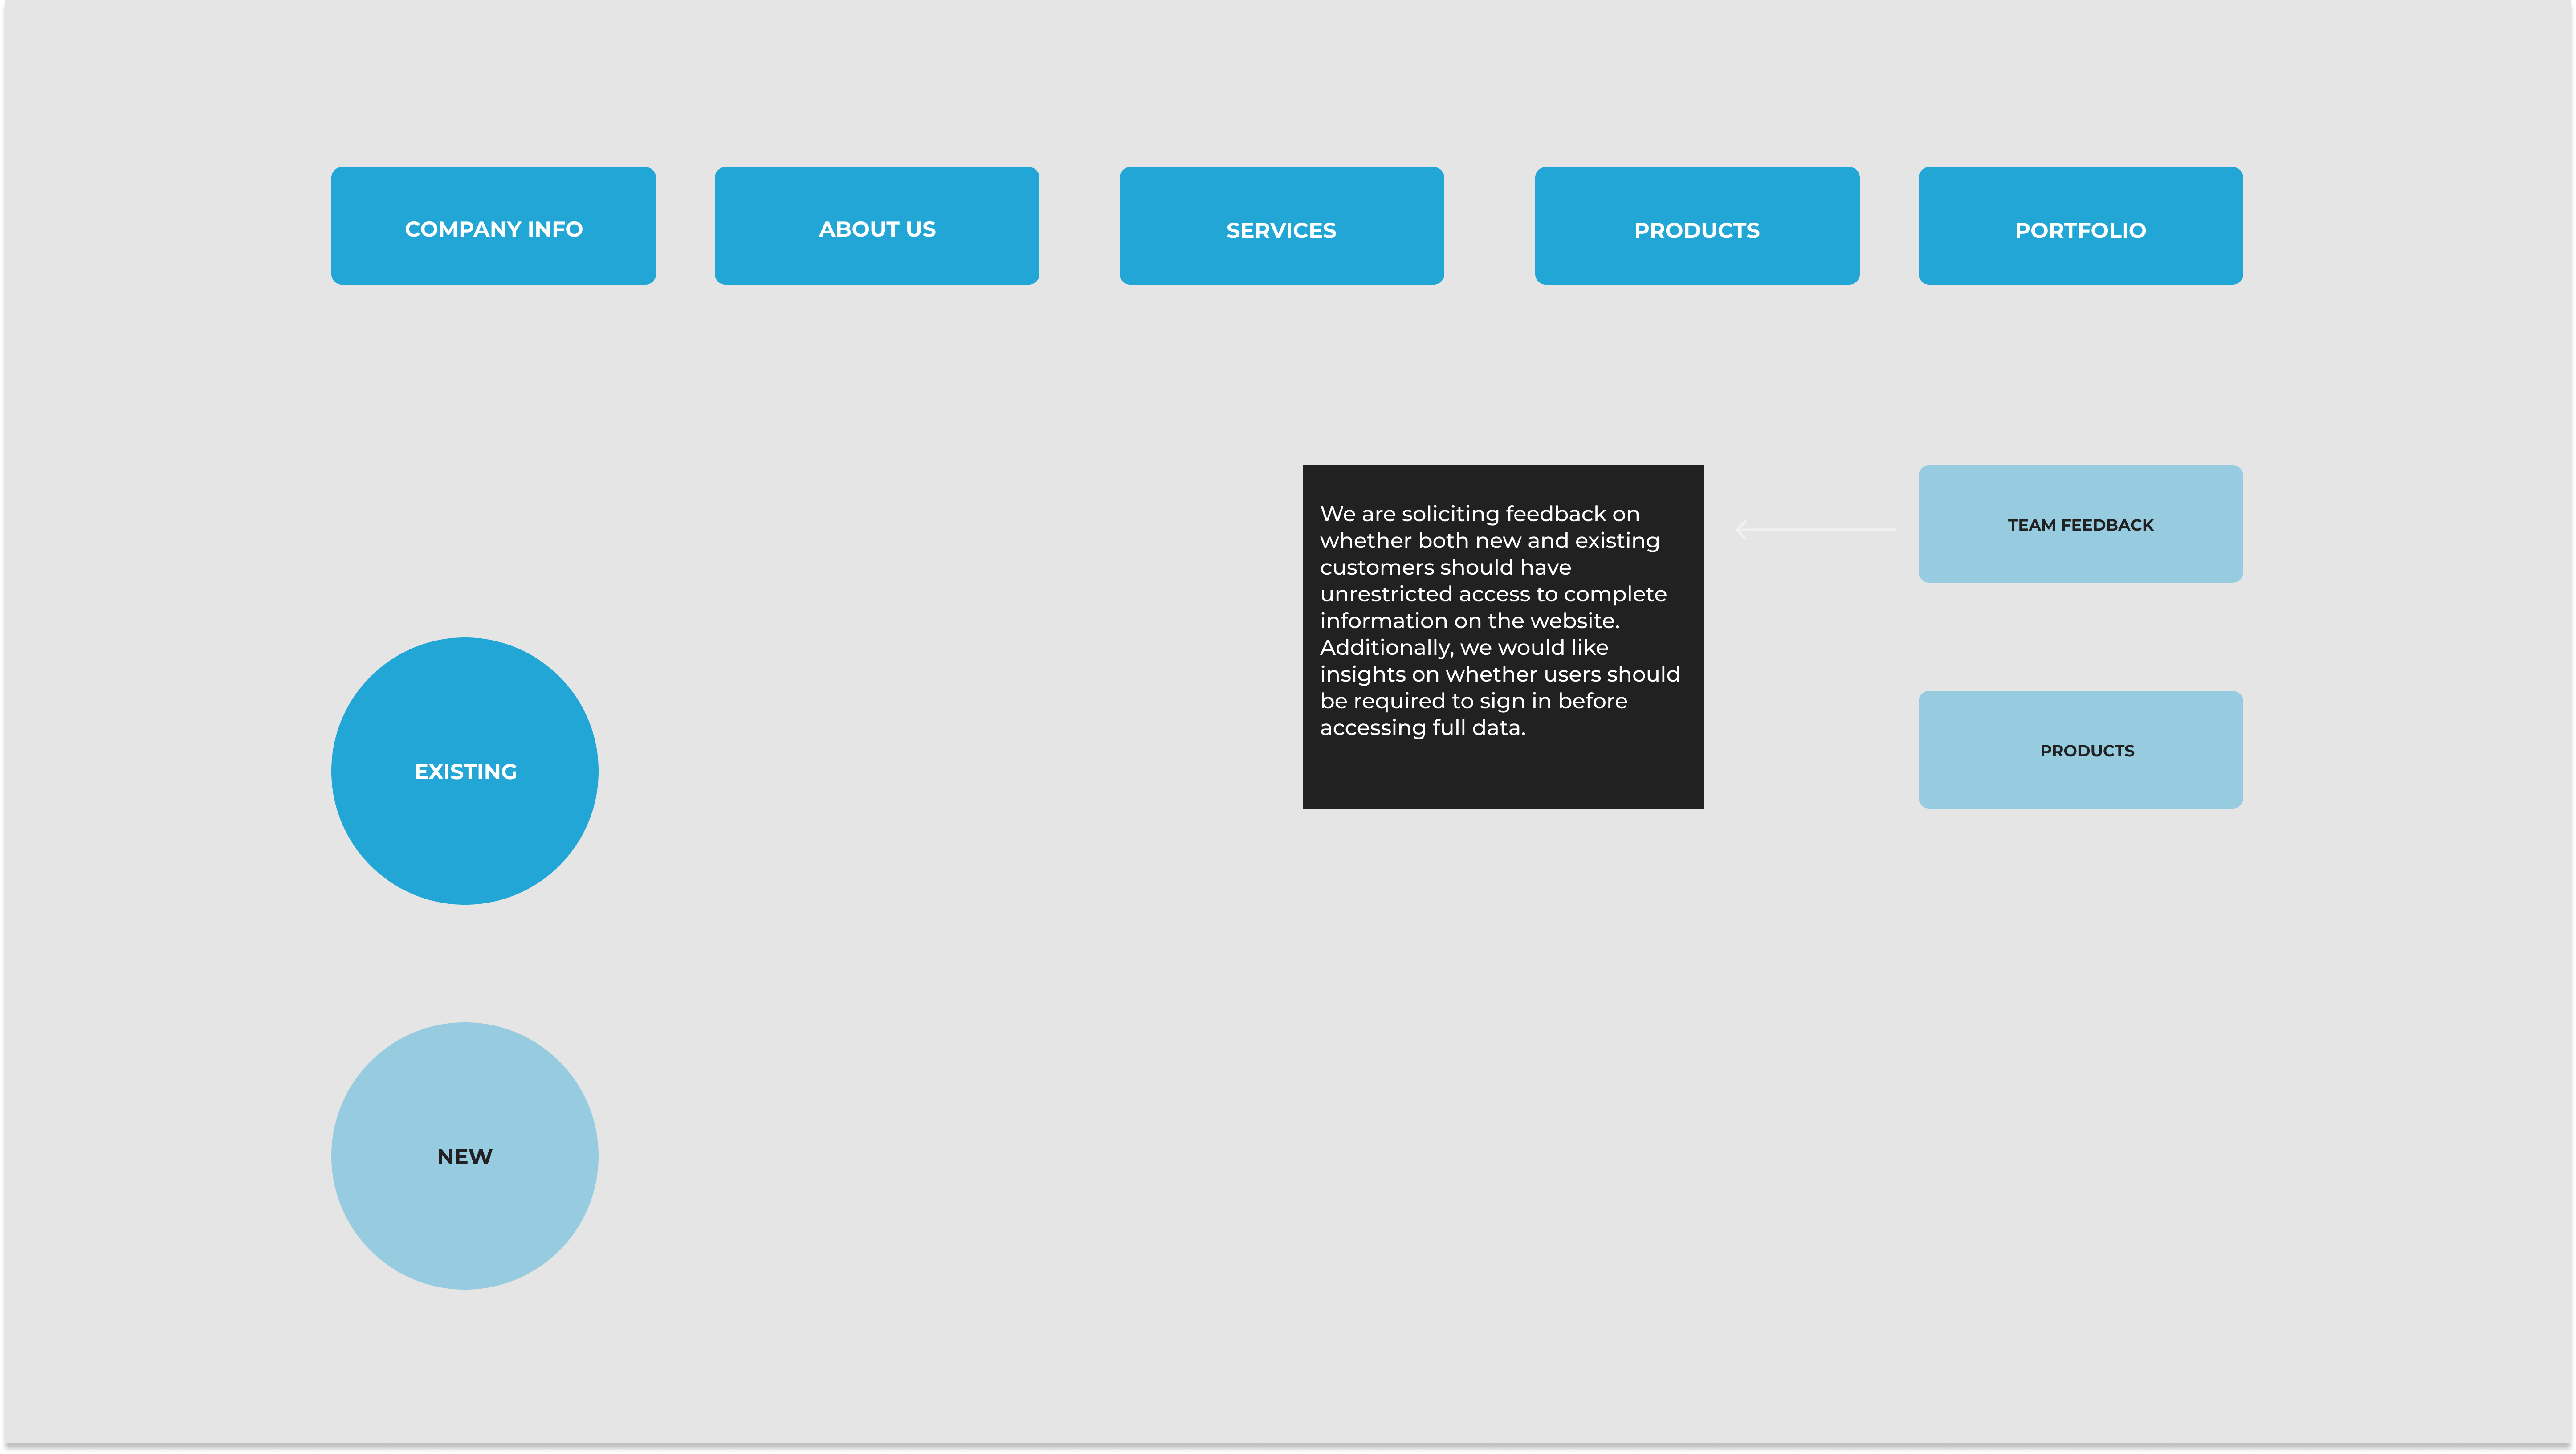 COMPANY INFO
ABOUT US
SERVICES
PRODUCTS
PORTFOLIO
We are soliciting feedback on
whether both new and existing
customers should have
unrestricted access to complete
information on the website.
Additionally, we would like
insights on whether users should
be required to sign in before
accessing full data.
TEAM FEEDBACK
PRODUCTS
EXISTING
NEW